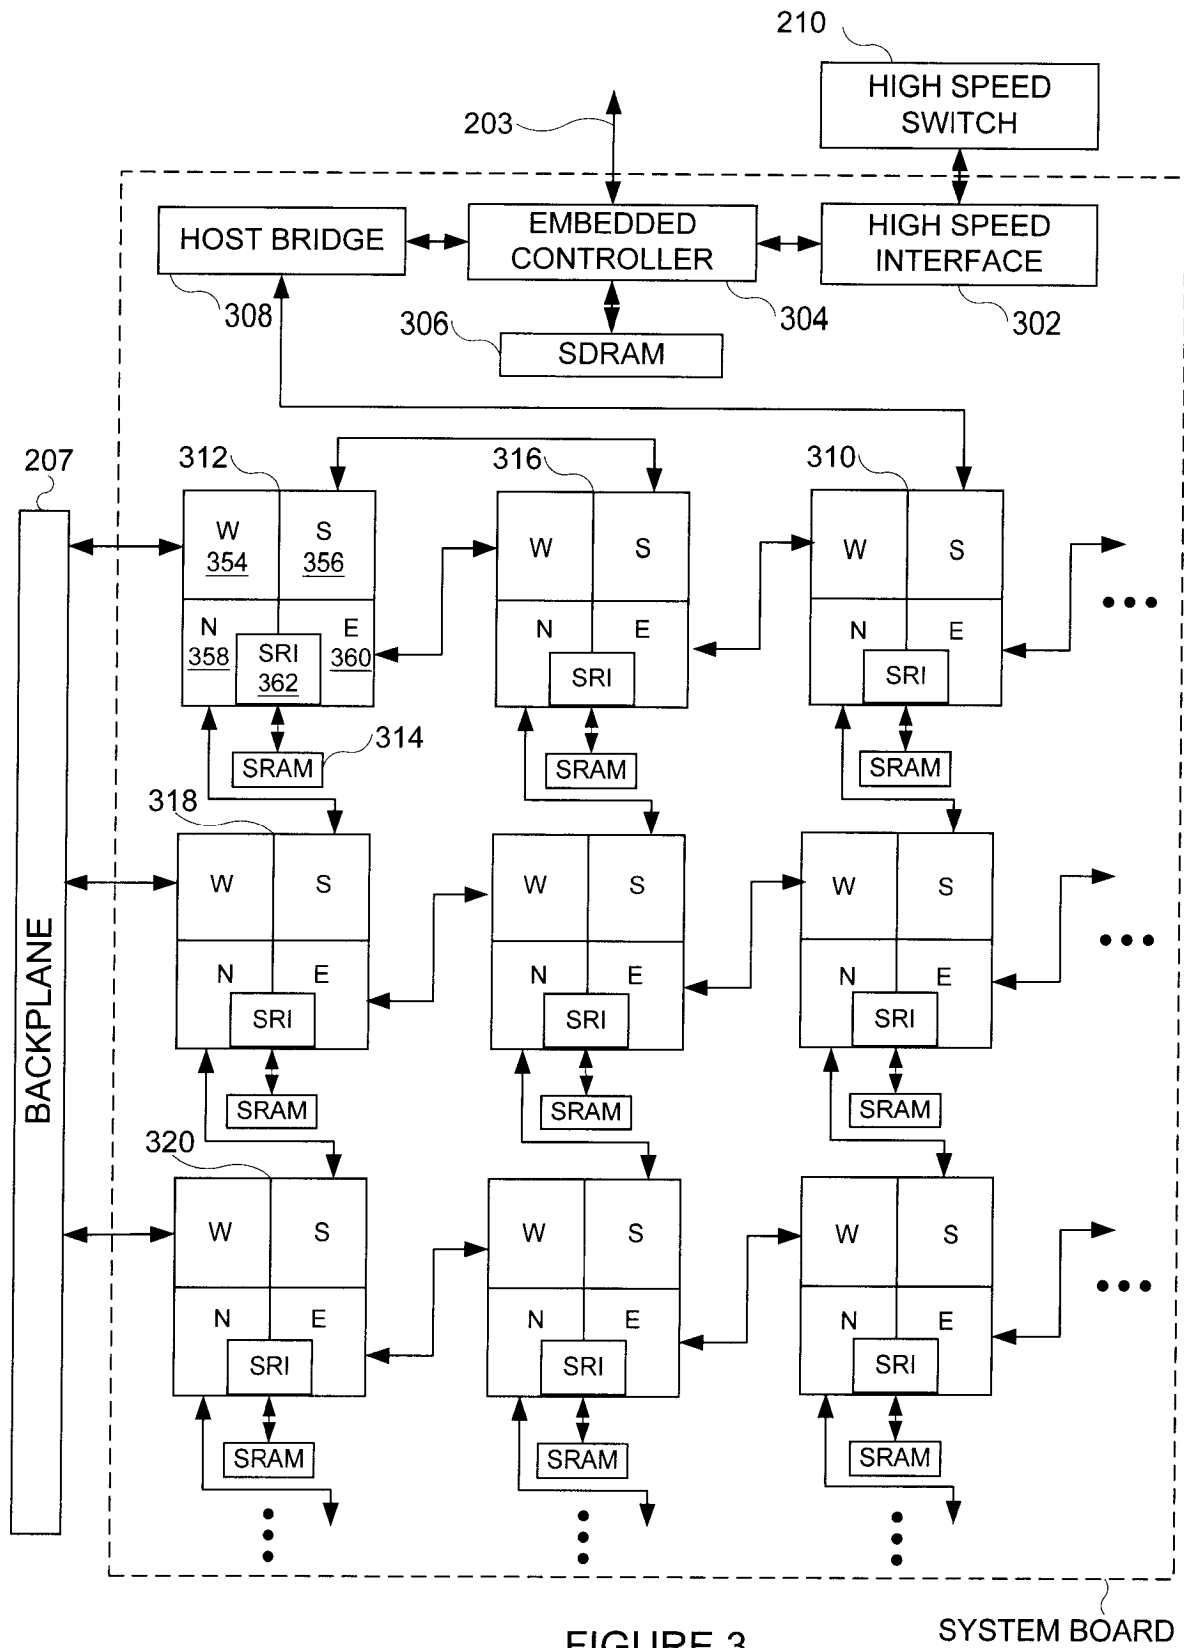 210
HIGH SPEED
SWITCH
203
HOST BRIDGE
EMBEDDED
CONTROLLER
HIGH SPEED
INTERFACE
308
306
304
302
SDRAM
207
312
316
310
W
354
S
356
W
S
W
S
N
358
E
360
SRI
362
N
E
SRI
N
E
SRI
SRAM
314
SRAM
SRAM
318
W
S
W
S
W
S
N
E
SRI
N
E
SRI
N
E
SRI
SRAM
SRAM
SRAM
BACKPLANE
320
W
S
W
S
W
S
N
E
SRI
N
E
SRI
N
E
SRI
SRAM
SRAM
SRAM
SYSTEM BOARD
FIGURE 3